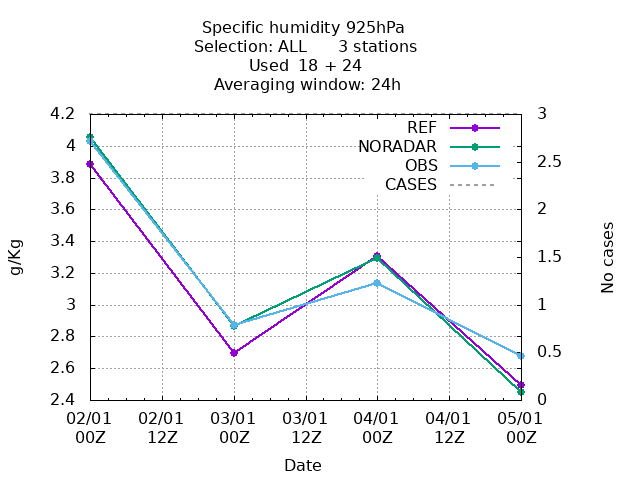 Specific humidity 925hPa
Selection: ALL      3 stations
Used  18 + 24
Averaging window: 24h
4.2
4
3.8
3.6
3.4
3.2
3
2.8
2.6
2.4
g/Kg
REF
NORADAR
OBS
CASES
3
2.5
2
1.5
1
0.5
0
No cases
02/01 02/01 03/01 03/01 04/01 04/01 05/01
00Z 12Z 00Z 12Z 00Z 12Z 00Z
Date